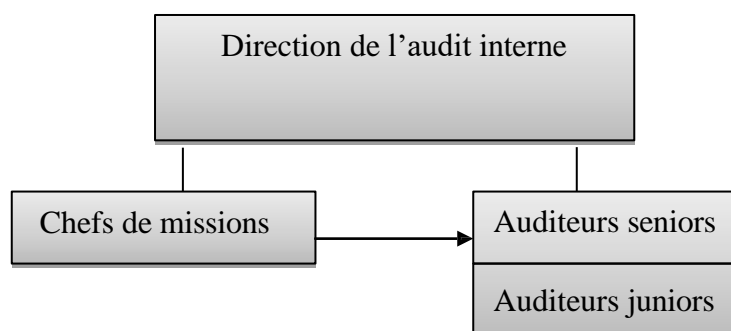 Direction de l’audit interne
Chefs de missions
Auditeurs seniors
Auditeurs juniors